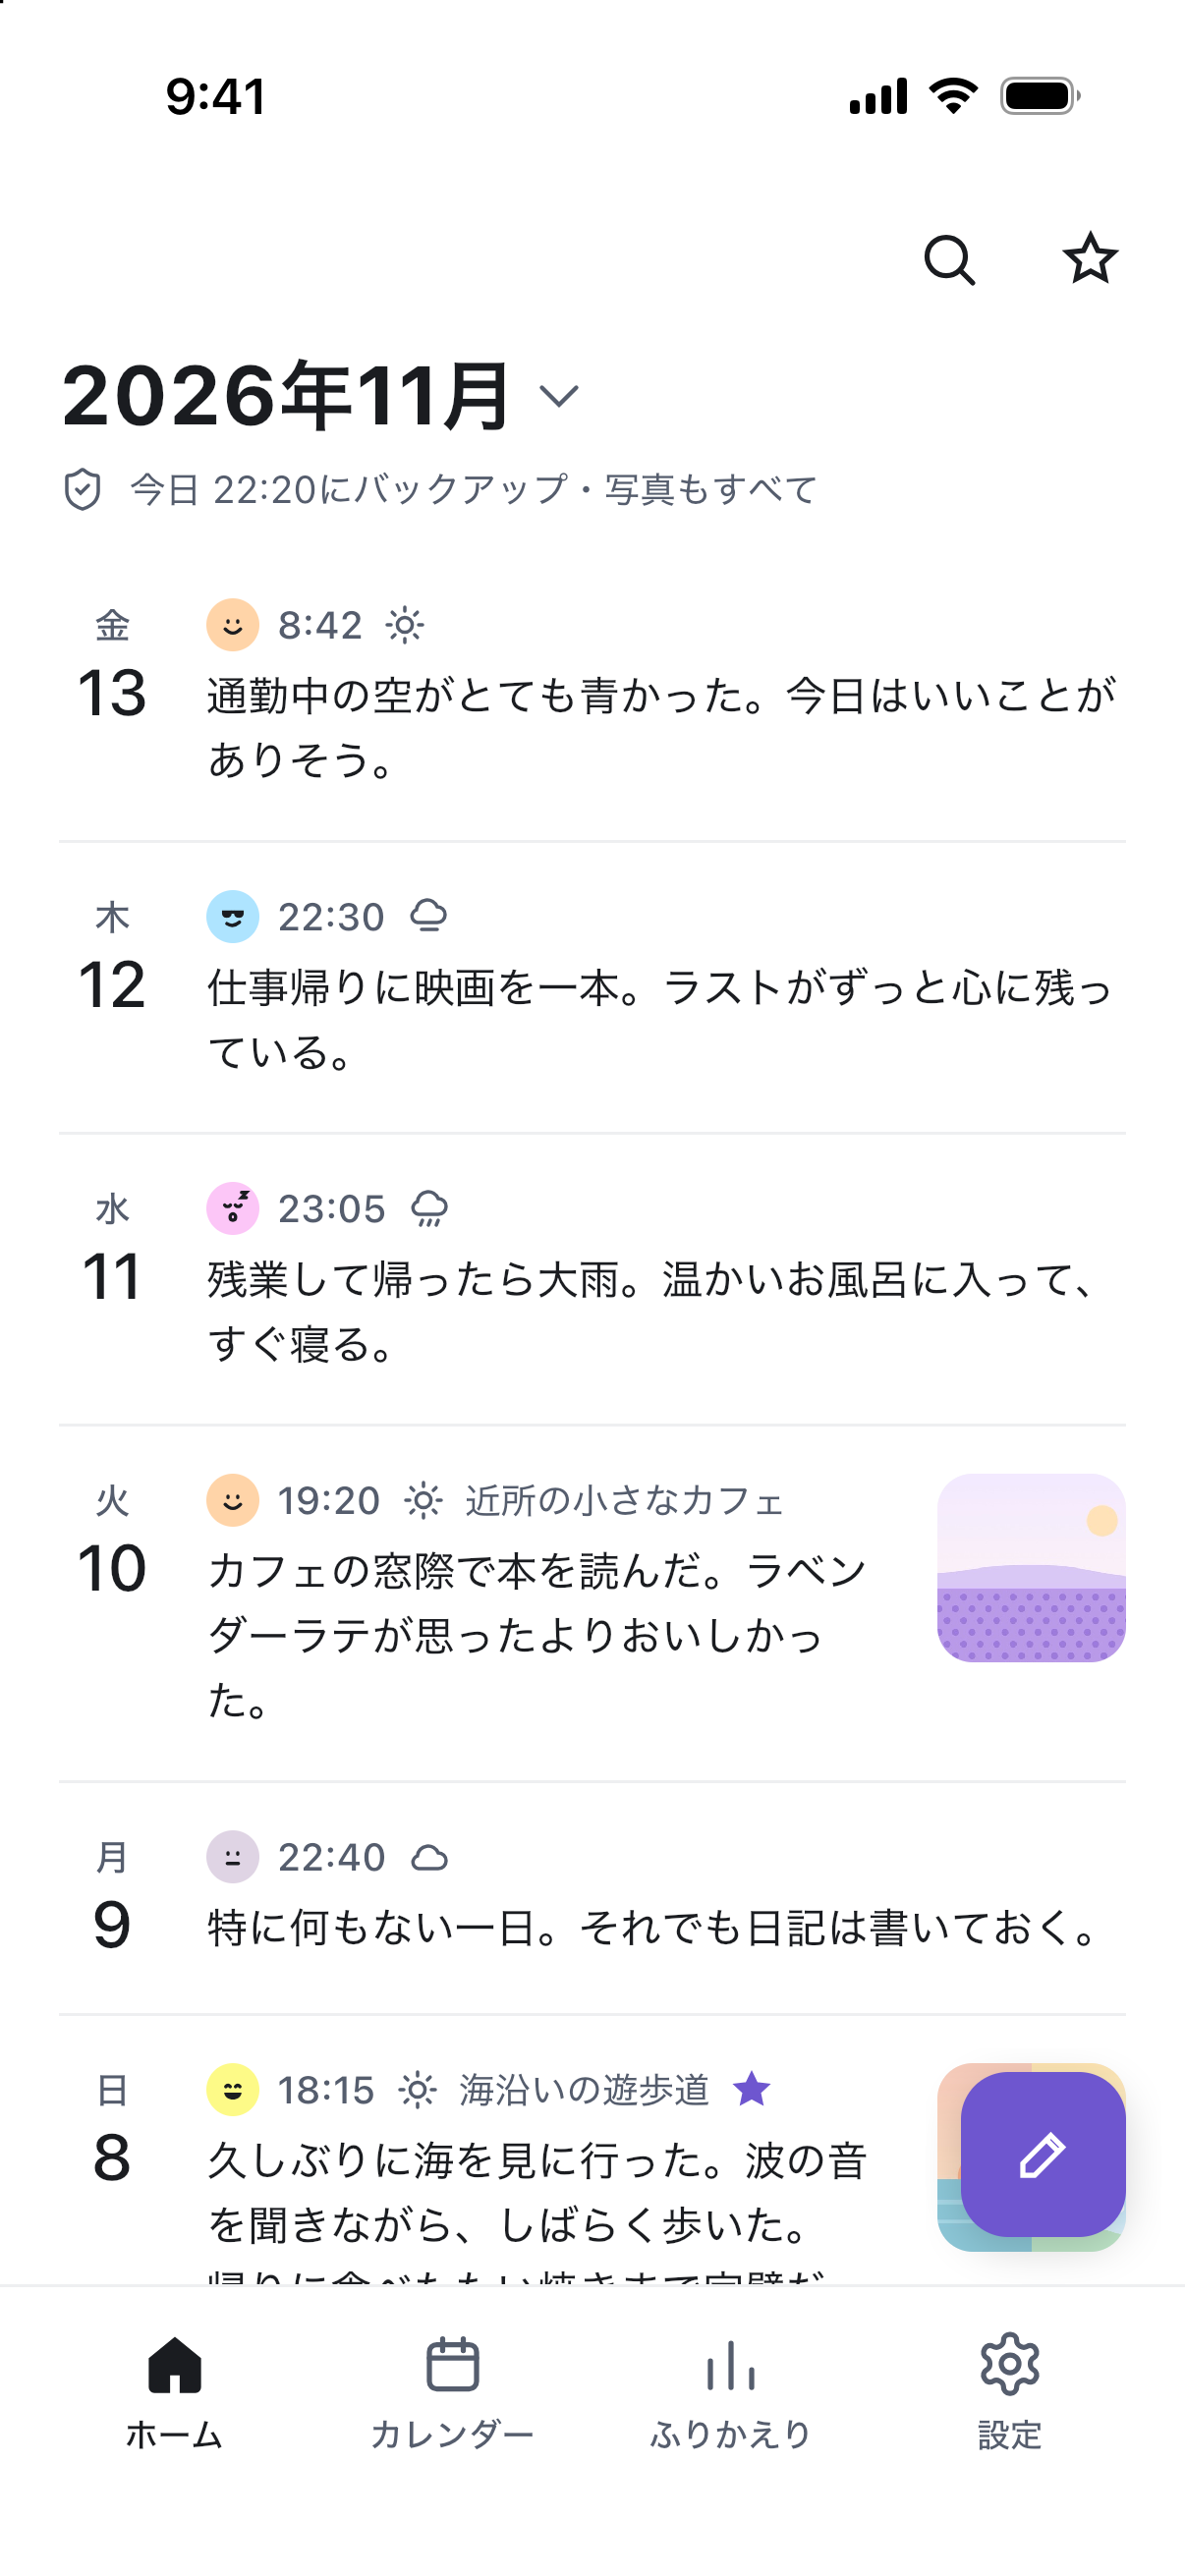 9:41
2026年11月
今日 22:20にバックアップ・写真もすべて
金
8:42
13
通勤中の空がとても青かった。今日はいいことが
ありそう。
木
22:30
12
仕事帰りに映画を一本。ラストがずっと心に残っ
ている。
水
23:05
11
残業して帰ったら大雨。温かいお風呂に入って、
すぐ寝る。
火
19:20 近所の小さなカフェ
10
カフェの窓際で本を読んだ。ラベン
ダーラテが思ったよりおいしかっ
た。
月
22:40
9
特に何もない一日。それでも日記は書いておく。
日
18:15 海沿いの遊歩道
8
久しぶりに海を見に行った。波の音
を聞きながら、しばらく歩いた。
ホーム
カレンダー
ふりかえり
設定